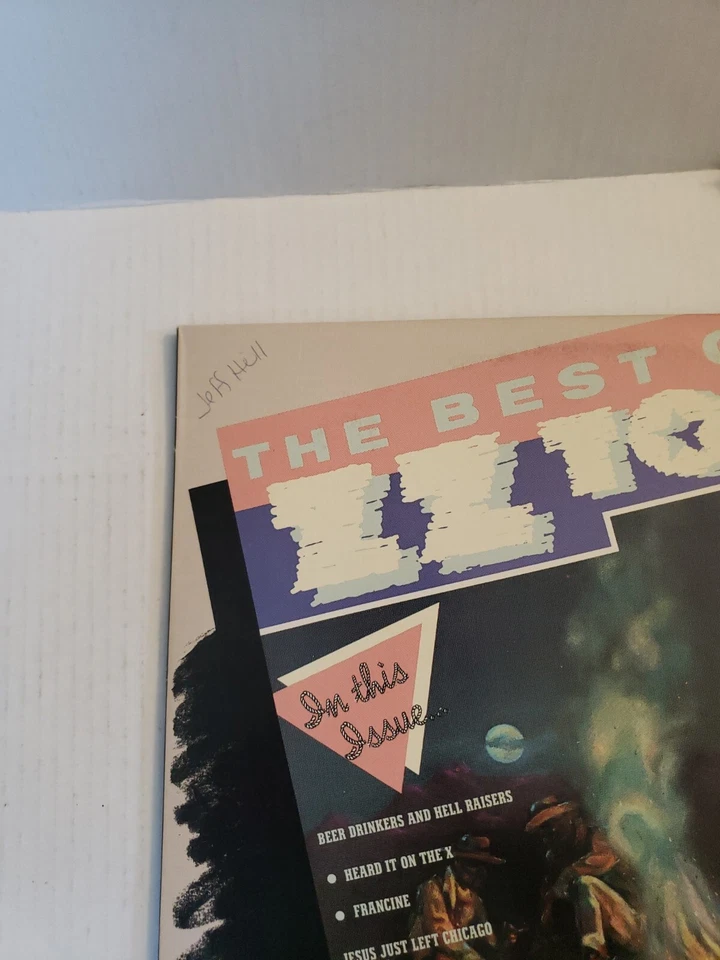 Jeff Hill
THE BEST O
ZZ TO
In this
Issue...
BEER DRINKERS AND HELL RAISERS
• HEARD IT ON THE X
• FRANCINE
JESUS JUST LEFT CHICAGO